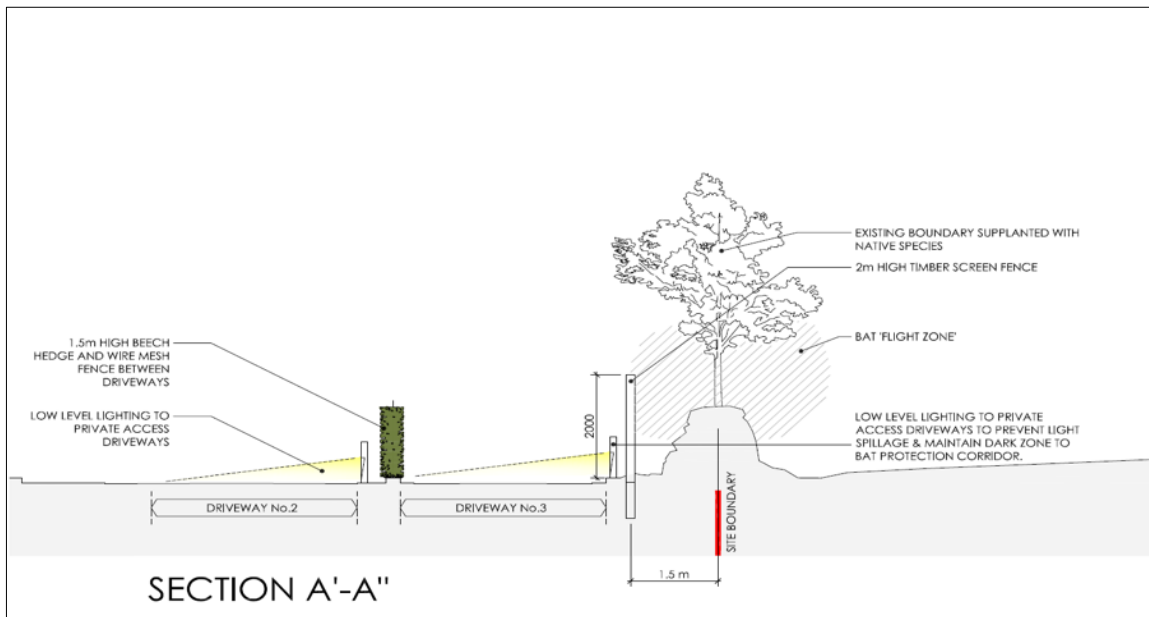 EXISTING BOUNDARY SUPPLANTED WITH
NATIVE SPECIES
2m HIGH TIMBER SCREEN FENCE
BAT 'FLIGHT ZONE'
1.5m HIGH BEECH
HEDGE AND WIRE MESH
FENCE BETWEEN
DRIVEWAYS
LOW LEVEL LIGHTING TO
PRIVATE ACCESS
DRIVEWAYS
2000
LOW LEVEL LIGHTING TO PRIVATE
ACCESS DRIVEWAYS TO PREVENT LIGHT
SPILLAGE & MAINTAIN DARK ZONE TO
BAT PROTECTION CORRIDOR.
DRIVEWAY No.2
DRIVEWAY No.3
SITE BOUNDARY
1.5 m
SECTION A'-A"